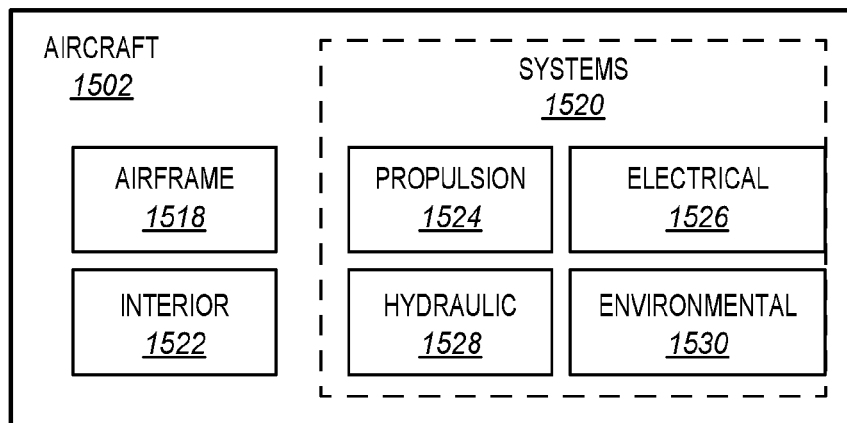 AIRCRAFT
1502
SYSTEMS
1520
AIRFRAME
1518
PROPULSION
1524
ELECTRICAL
1526
INTERIOR
1522
HYDRAULIC
1528
ENVIRONMENTAL
1530